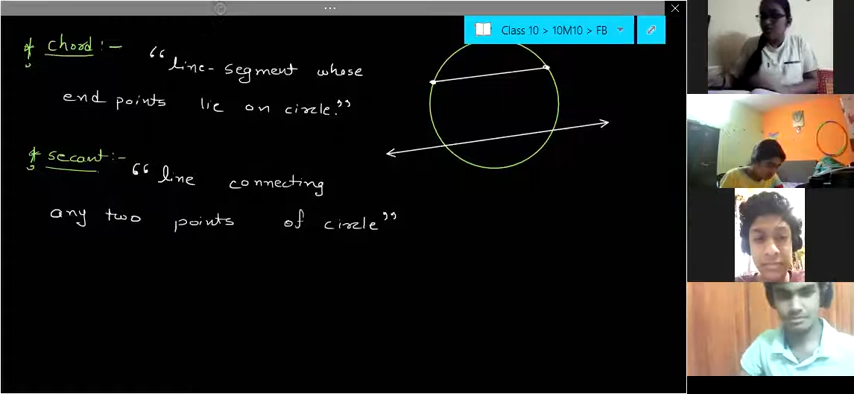 Class 10 > 10M10 > FB
chord :- “line-segment whose
end points lie on circle.”
secant :- “line connecting
any two points of circle”